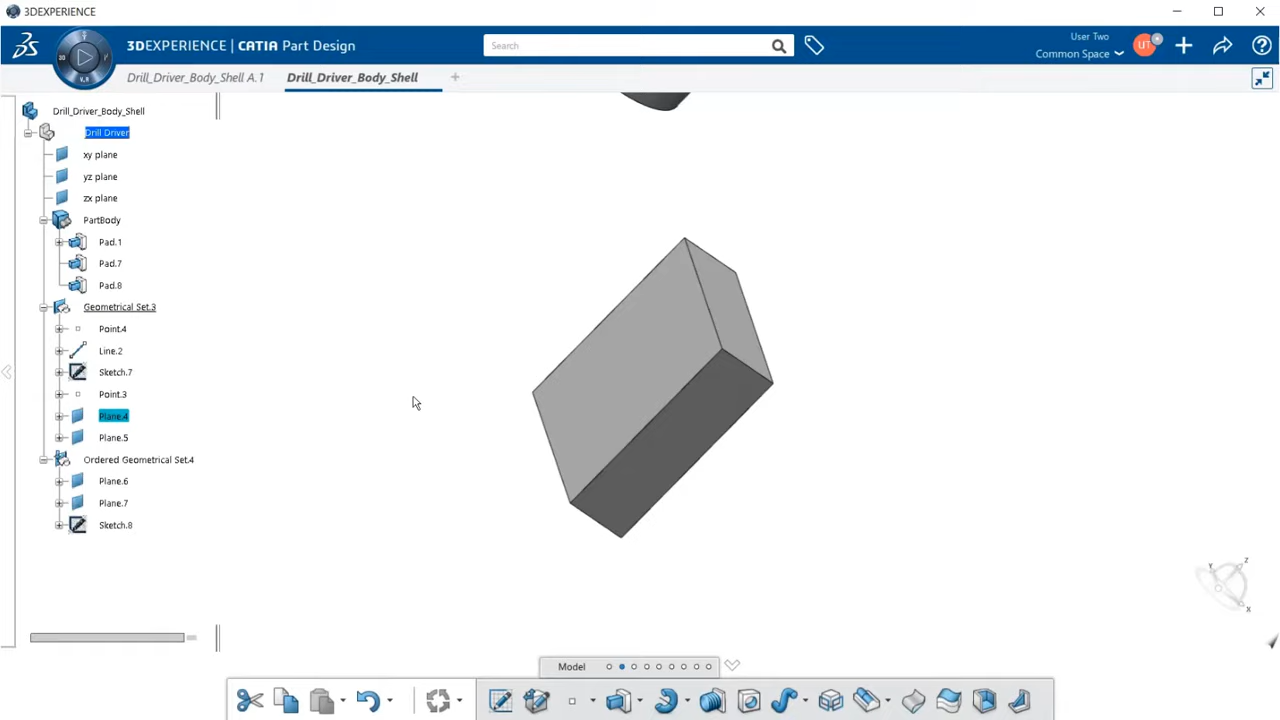 3DEXPERIENCE
3DEXPERIENCE | CATIA Part Design
Search
User Two
Common Space
UT
3D
V.R
Drill_Driver_Body_Shell A.1
Drill_Driver_Body_Shell
Drill_Driver_Body_Shell
Drill Driver
xy plane
yz plane
zx plane
PartBody
Pad.1
Pad.7
Pad.8
Geometrical Set.3
Point.4
Line.2
Sketch.7
Point.3
Plane.4
Plane.5
Ordered Geometrical Set.4
Plane.6
Plane.7
Sketch.8
Y
Z
X
Model